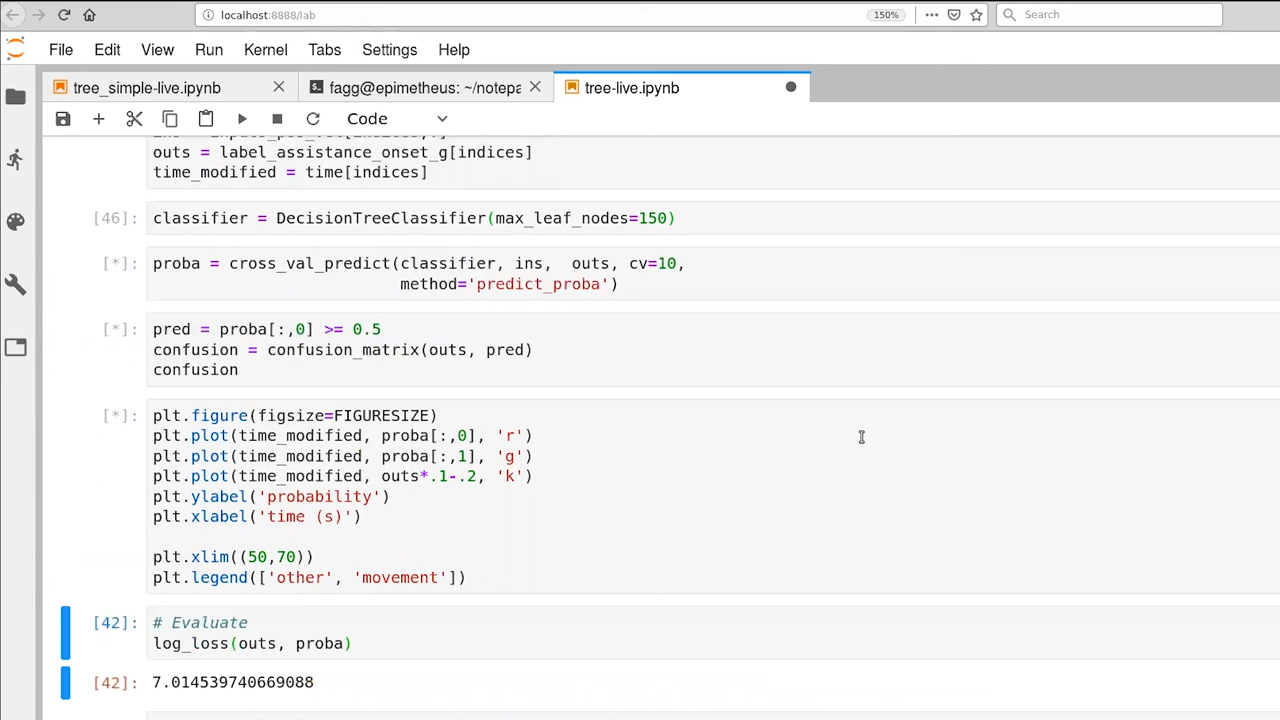 localhost:8888/lab
150%
Search
File Edit View Run Kernel Tabs Settings Help
tree_simple-live.ipynb
fagg@epimetheus: ~/notepa
tree-live.ipynb
Code
outs = label_assistance_onset_g[indices]
time_modified = time[indices]
[46]: classifier = DecisionTreeClassifier(max_leaf_nodes=150)
[*]: proba = cross_val_predict(classifier, ins,  outs, cv=10,
method='predict_proba')
[*]: pred = proba[:,0] >= 0.5
confusion = confusion_matrix(outs, pred)
confusion
[*]: plt.figure(figsize=FIGURESIZE)
plt.plot(time_modified, proba[:,0], 'r')
plt.plot(time_modified, proba[:,1], 'g')
plt.plot(time_modified, outs*.1-.2, 'k')
plt.ylabel('probability')
plt.xlabel('time (s)')
plt.xlim((50,70))
plt.legend(['other', 'movement'])
[42]: # Evaluate
log_loss(outs, proba)
[42]: 7.014539740669088